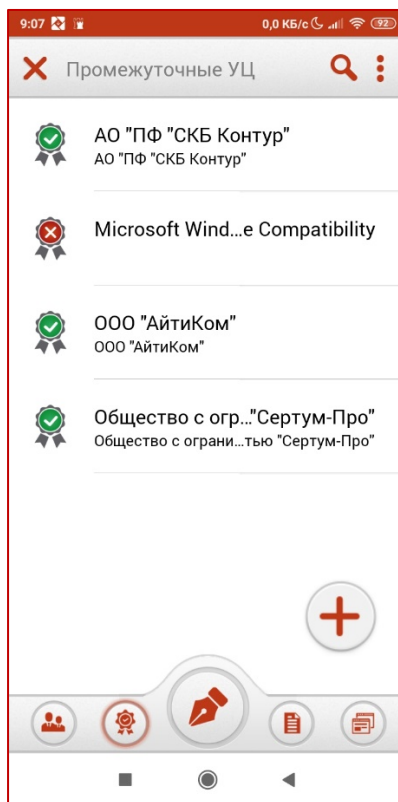 9:07 0,0 КБ/с 92
Промежуточные УЦ
АО "ПФ "СКБ Контур"
АО "ПФ "СКБ Контур"
Microsoft Wind...e Compatibility
ООО "АйтиКом"
ООО "АйтиКом"
Общество с огр..."Сертум-Про"
Общество с ограни...тью "Сертум-Про"